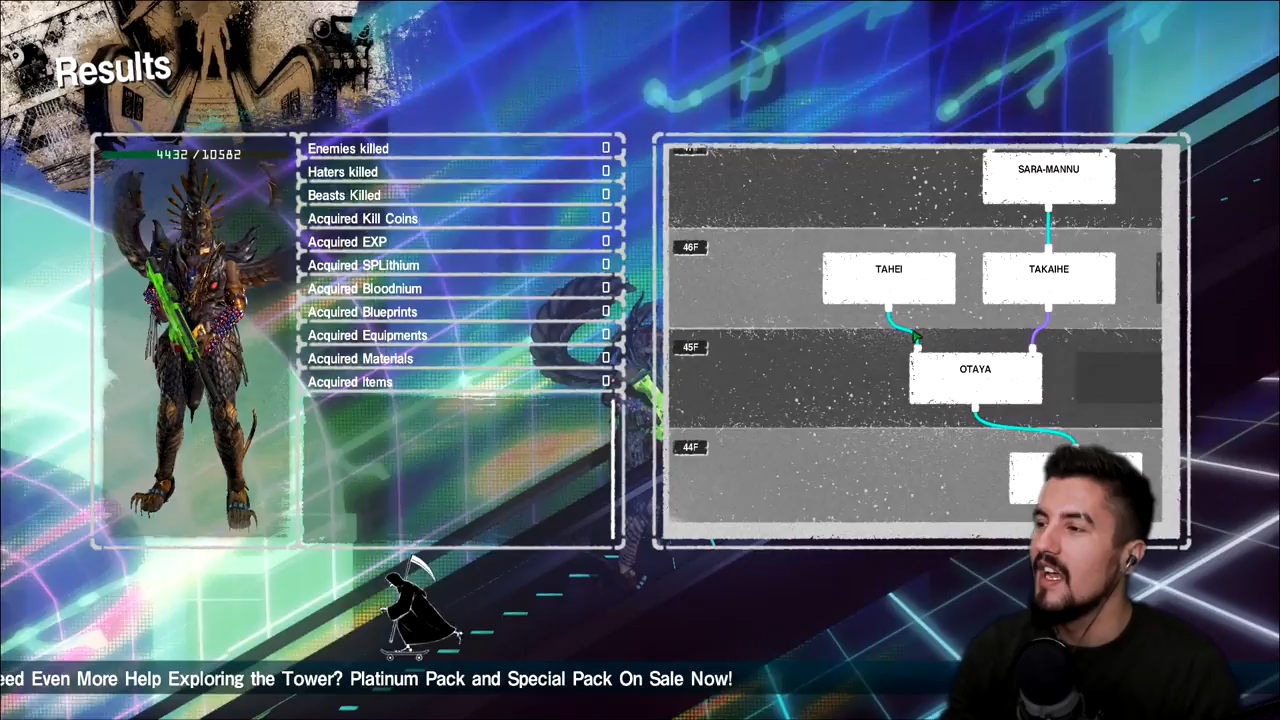 Results
4432/10582
Enemies killed 0
Haters killed 0
Beasts Killed 0
Acquired Kill Coins 0
Acquired EXP 0
Acquired SPLithium 0
Acquired Bloodnium 0
Acquired Blueprints 0
Acquired Equipments 0
Acquired Materials 0
Acquired Items 0
SARA-MANNU
46F
TAHEI
TAKAIHE
45F
OTAYA
44F
eed Even More Help Exploring the Tower? Platinum Pack and Special Pack On Sale Now!